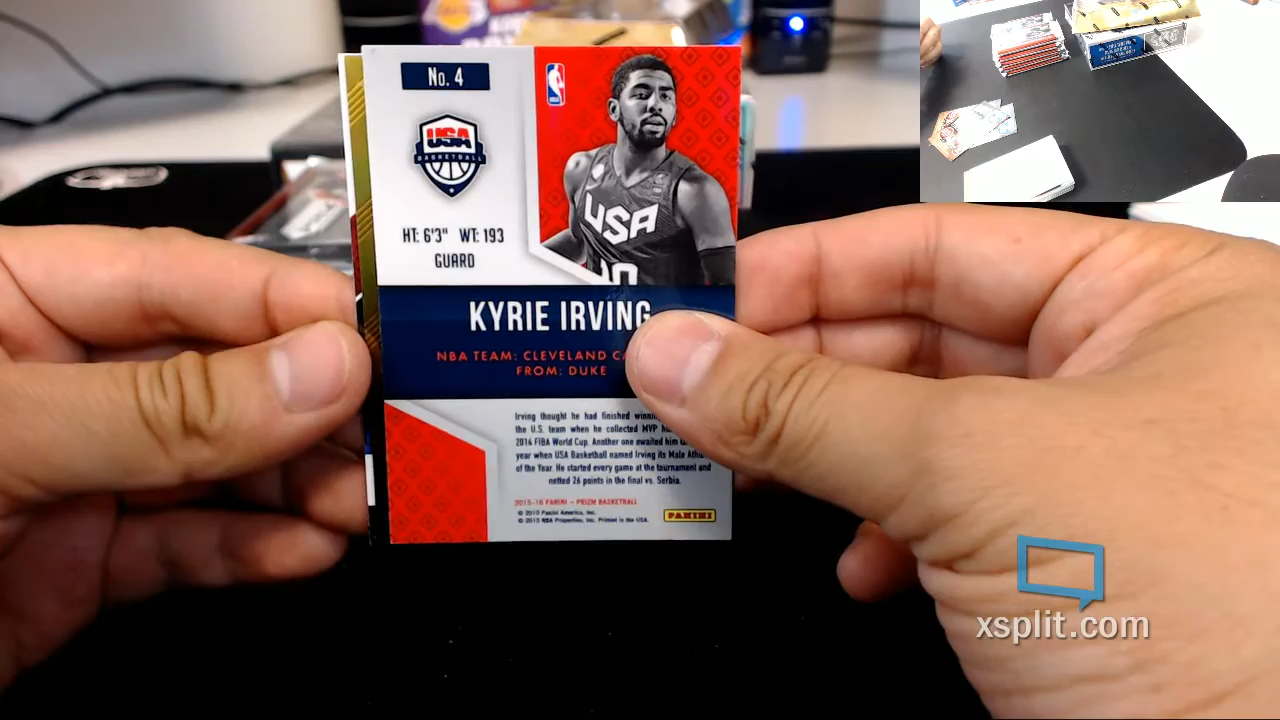 No. 4
USA
BASKETBALL
USA
HT: 6'3" WT: 193
GUARD
KYRIE IRVING
NBA TEAM: CLEVELAND
FROM: DUKE
Irving thought he had finished
the U.S. team when he collected MVP
2014 FIBA World Cup. Another one awaited him
year when USA Basketball named Irving its Male
of the Year. He started every game at the tournament and
netted 26 points in the final vs. Serbia.
2015-16 PANINI – PRIZM BASKETBALL
© 2015 Panini America, Inc.
© 2015 NBA Properties, Inc. Printed in the USA.
PANINI
xsplit.com